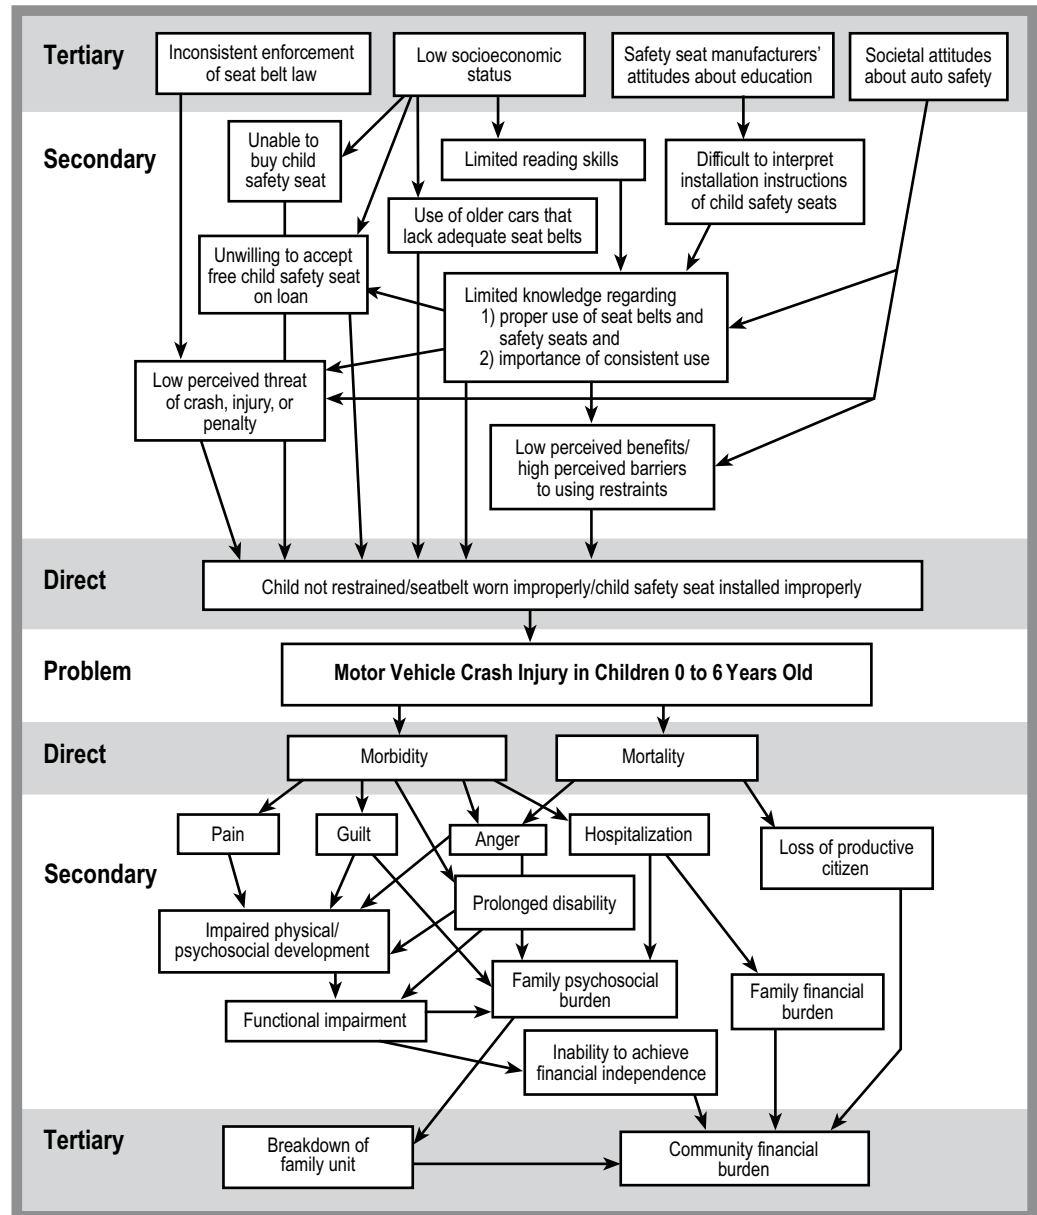 Tertiary
Inconsistent enforcement
of seat belt law
Low socioeconomic
status
Safety seat manufacturers’
attitudes about education
Societal attitudes
about auto safety
Secondary
Unable to
buy child
safety seat
Limited reading skills
Difficult to interpret
installation instructions
of child safety seats
Use of older cars that
lack adequate seat belts
Unwilling to accept
free child safety seat
on loan
Limited knowledge regarding
1) proper use of seat belts and
safety seats and
2) importance of consistent use
Low perceived threat
of crash, injury, or
penalty
Low perceived benefits/
high perceived barriers
to using restraints
Direct
Child not restrained/seatbelt worn improperly/child safety seat installed improperly
Problem
Motor Vehicle Crash Injury in Children 0 to 6 Years Old
Direct
Morbidity
Mortality
Secondary
Pain
Guilt
Anger
Hospitalization
Loss of productive
citizen
Prolonged disability
Impaired physical/
psychosocial development
Family psychosocial
burden
Family financial
burden
Functional impairment
Inability to achieve
financial independence
Tertiary
Breakdown of
family unit
Community financial
burden